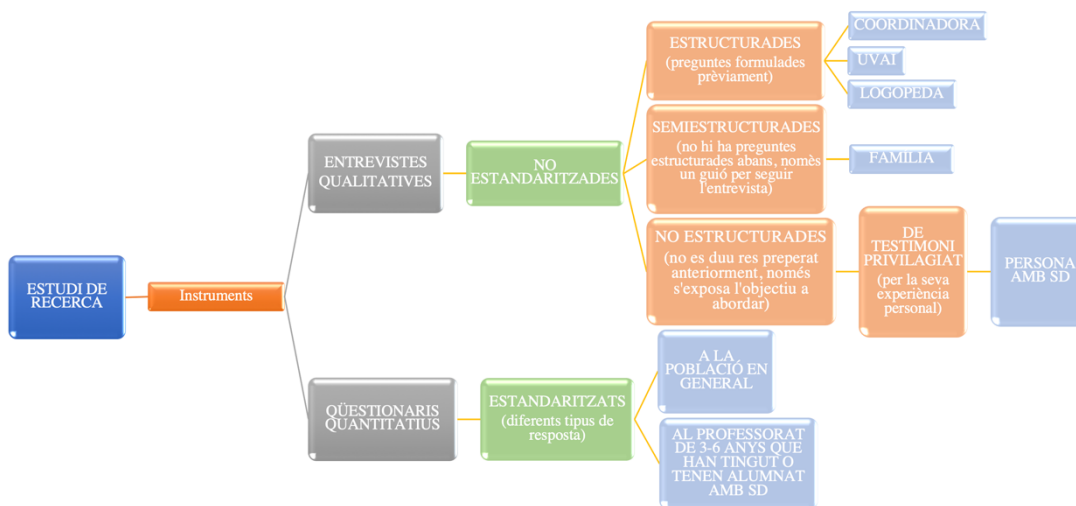 ESTUDI DE
RECERCA
Instruments
ENTREVISTES
QUALITATIVES
NO
ESTANDARITZADES
ESTRUCTURADES
(preguntes formulades
prèviament)
COORDINADORA
UVAI
LOGOPEDA
SEMIESTRUCTURADES
(no hi ha preguntes
estructurades abans, nomès
un guió per seguir
l'entrevista)
FAMILIA
NO ESTRUCTURADES
(no es duu res preperat
anteriorment, només
s'exposa l'objectiu a
abordar)
DE
TESTIMONI
PRIVILAGIAT
(per la seva
experiència
personal)
PERSONA
AMB SD
QÜESTIONARIS
QUANTITATIUS
ESTANDARITZATS
(diferents tipus de
resposta)
A LA
POBLACIÓ EN
GENERAL
AL PROFESSORAT
DE 3-6 ANYS QUE
HAN TINGUT O
TENEN ALUMNAT
AMB SD